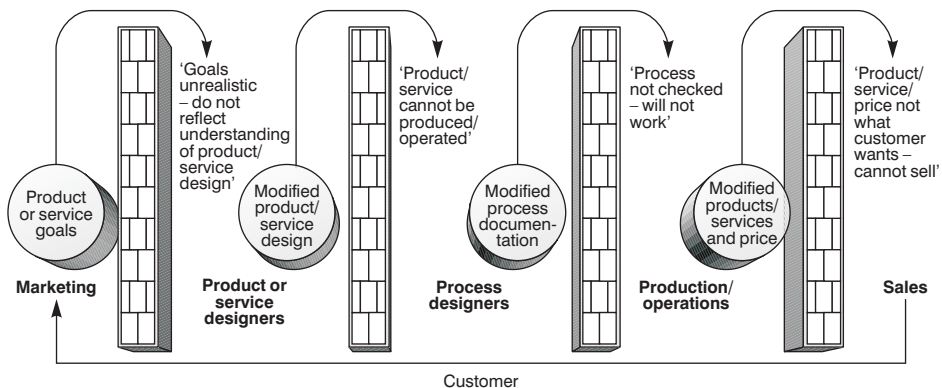 'Goals
unrealistic
– do not
reflect
understanding
of product/
service
design'
'Product/
service
cannot be
produced/
operated'
'Process
not checked
– will not
work'
'Product/
service/
price not
what
customer
wants –
cannot sell'
Product
or service
goals
Modified
product/
service
design
Modified
process
documen-
tation
Modified
products/
services
and price
Marketing
Product or
service
designers
Process
designers
Production/
operations
Sales
Customer